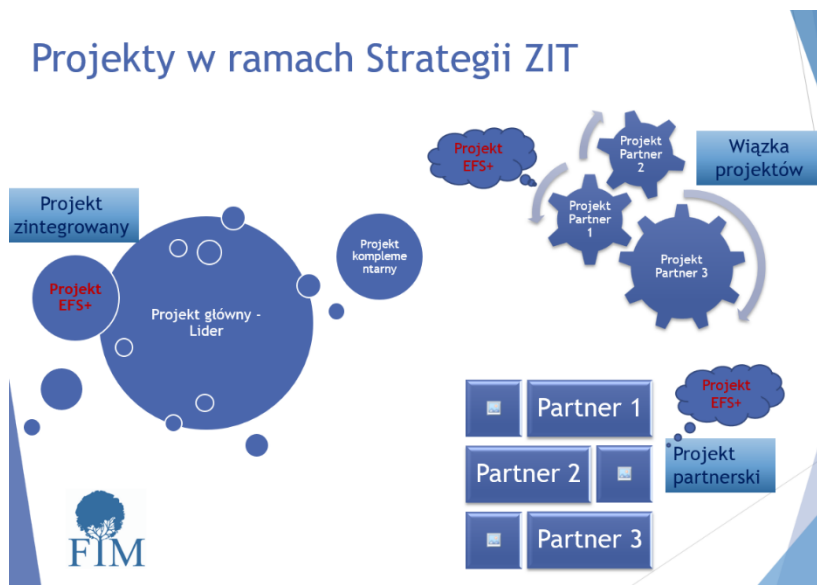 Projekty w ramach Strategii ZIT
Projekt
zintegrowany
Projekt
EFS+
Projekt główny -
Lider
Projekt
kompleme
ntarny
Projekt
EFS+
Projekt
Partner
2
Projekt
Partner
1
Projekt
Partner 3
Wiązka
projektów
Partner 1
Partner 2
Partner 3
Projekt
EFS+
Projekt
partnerski
FIM